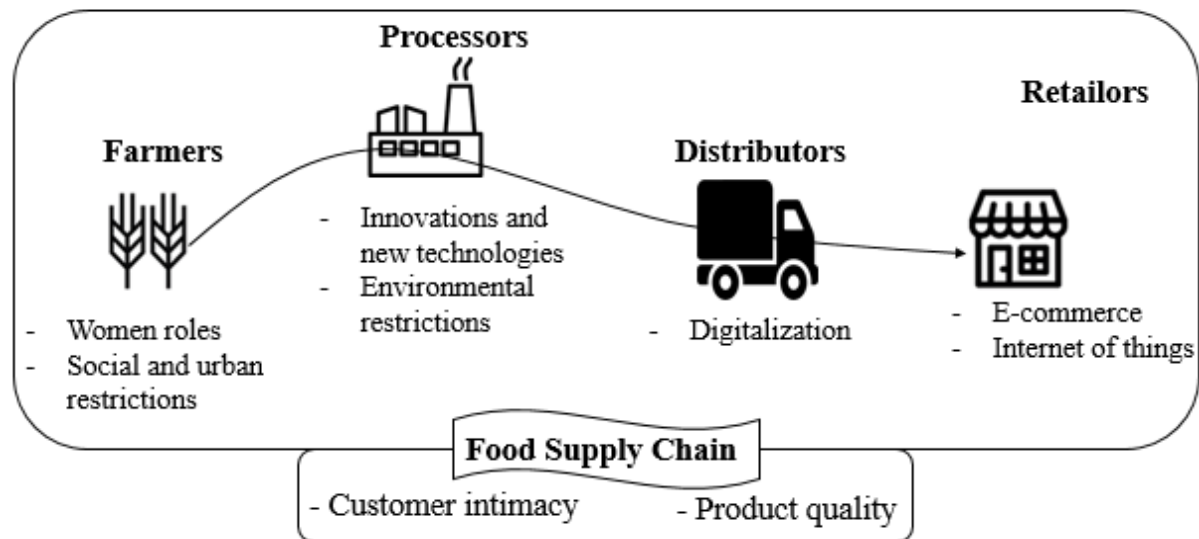 Processors
Retailors
Farmers
Distributors
- Innovations and
new technologies
- Environmental
restrictions
- Women roles
- Social and urban
restrictions
- Digitalization
- E-commerce
- Internet of things
Food Supply Chain
- Customer intimacy
- Product quality